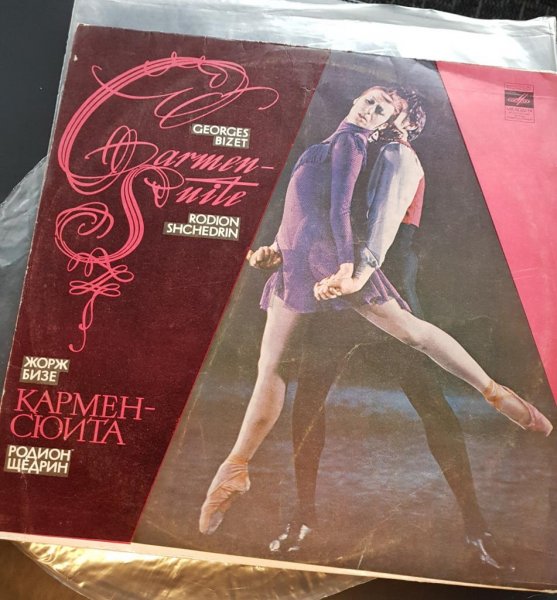 GEORGES
BIZET
Carmen-
Suite
RODION
SHCHEDRIN
ЖОРЖ
БИЗЕ
КАРМЕН-
СЮИТА
РОДИОН
ЩЕДРИН